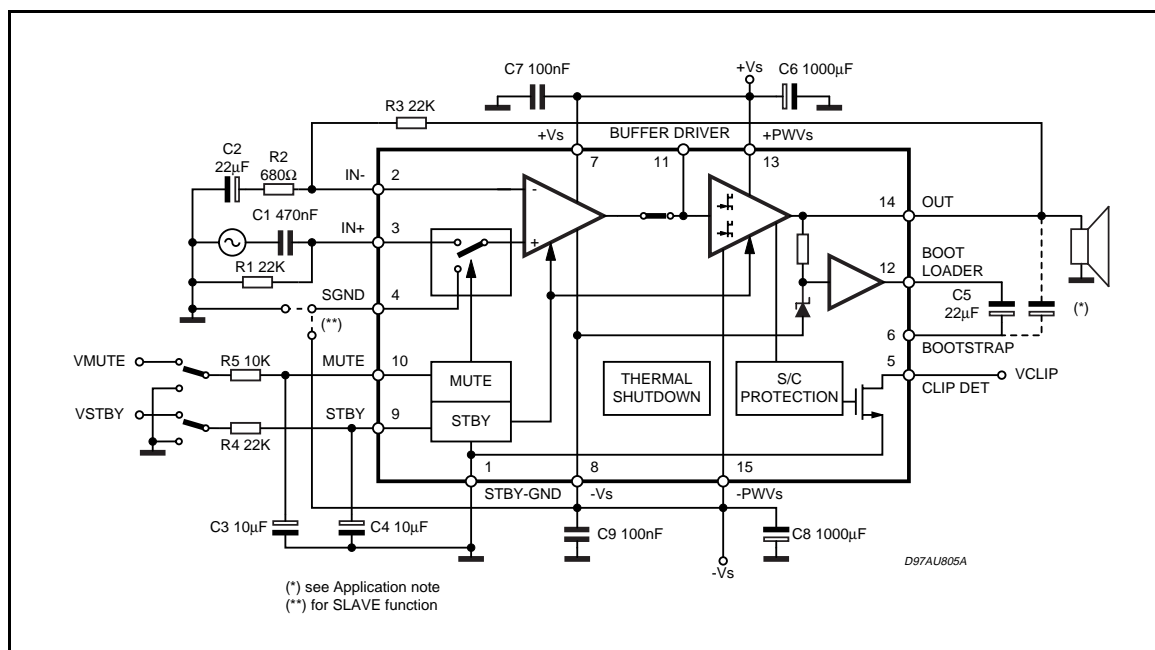 C7 100nF
+Vs
C6 1000µF
R3 22K
+Vs
BUFFER DRIVER
+PWVs
7
11
13
C2
22µF
R2
680Ω
IN-
2
-
14
OUT
C1 470nF
IN+
3
+
R1 22K
SGND
4
(**)
12
BOOT
LOADER
C5
22µF
(*)
6
BOOTSTRAP
VMUTE
R5 10K
MUTE
10
MUTE
THERMAL
SHUTDOWN
S/C
PROTECTION
5
VCLIP
CLIP DET
VSTBY
STBY
9
STBY
R4 22K
1
8
15
STBY-GND
-Vs
-PWVs
C3 10µF
C4 10µF
C9 100nF
C8 1000µF
-Vs
D97AU805A
(*) see Application note
(**) for SLAVE function